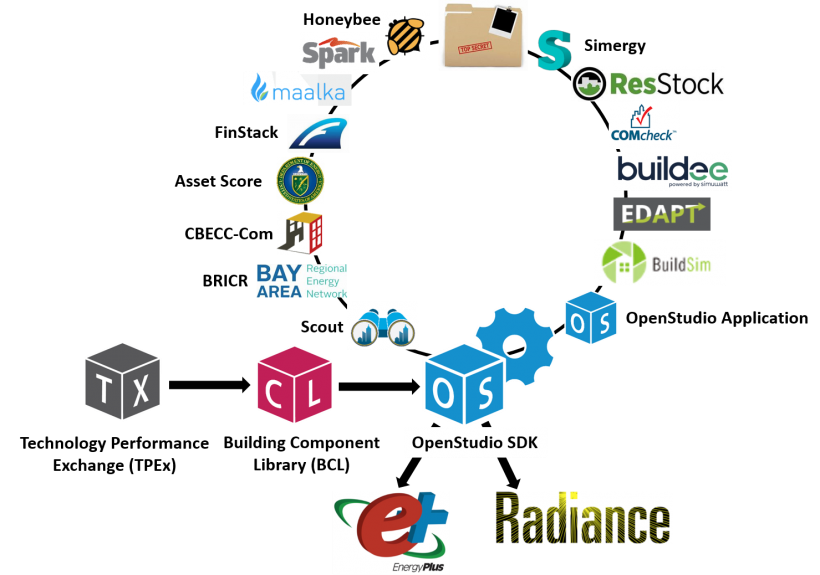 Honeybee
TOP SECRET
S
Simergy
Spark
ResStock
maalka
COMcheck™
FinStack
buildee
powered by simuwatt
Asset Score
EDAPT
CBECC-Com
BuildSim
BRICR
BAY
AREA
Regional
Energy
Network
OS
OpenStudio Application
Scout
TX
CL
OS
Technology Performance
Exchange (TPEx)
Building Component
Library (BCL)
OpenStudio SDK
e+
EnergyPlus
Radiance